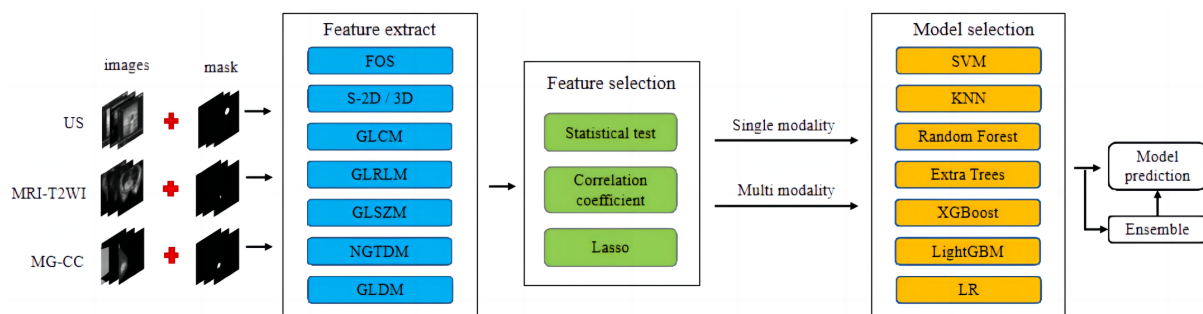 images
mask
US
MRI-T2WI
MG-CC
Feature extract
FOS
S-2D / 3D
GLCM
GLRLM
GLSZM
NGTDM
GLDM
Feature selection
Statistical test
Correlation
coefficient
Lasso
Single modality
Multi modality
Model selection
SVM
KNN
Random Forest
Extra Trees
XGBoost
LightGBM
LR
Model
prediction
Ensemble